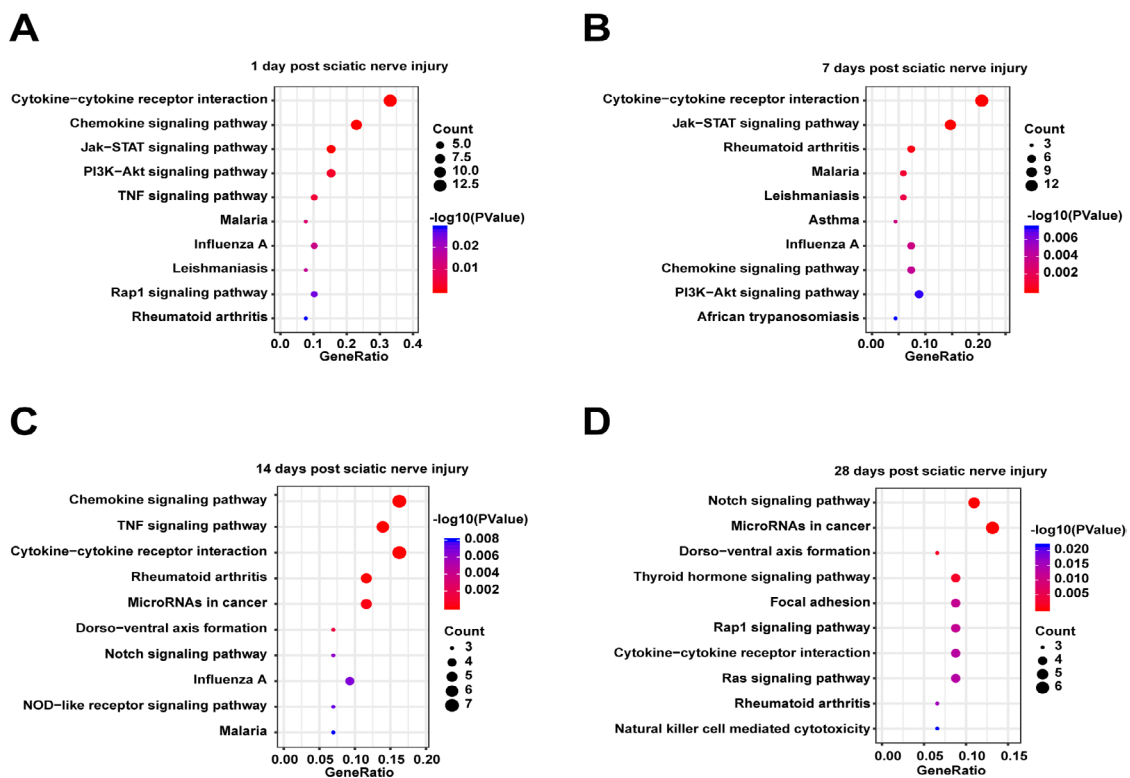 A
1 day post sciatic nerve injury
Cytokine−cytokine receptor interaction
Chemokine signaling pathway
Jak−STAT signaling pathway
PI3K−Akt signaling pathway
TNF signaling pathway
Malaria
Influenza A
Leishmaniasis
Rap1 signaling pathway
Rheumatoid arthritis
0.0 0.1 0.2 0.3 0.4
GeneRatio
Count
5.0
7.5
10.0
12.5
-log10(PValue)
0.02
0.01
B
7 days post sciatic nerve injury
Cytokine−cytokine receptor interaction
Jak−STAT signaling pathway
Rheumatoid arthritis
Malaria
Leishmaniasis
Asthma
Influenza A
Chemokine signaling pathway
PI3K−Akt signaling pathway
African trypanosomiasis
0.00 0.10 0.20
GeneRatio
Count
3
6
9
12
-log10(PValue)
0.006
0.004
0.002
C
14 days post sciatic nerve injury
Chemokine signaling pathway
TNF signaling pathway
Cytokine−cytokine receptor interaction
Rheumatoid arthritis
MicroRNAs in cancer
Dorso−ventral axis formation
Notch signaling pathway
Influenza A
NOD−like receptor signaling pathway
Malaria
0.00 0.05 0.10 0.15 0.20
GeneRatio
-log10(PValue)
0.008
0.006
0.004
0.002
Count
3
4
5
6
7
D
28 days post sciatic nerve injury
Notch signaling pathway
MicroRNAs in cancer
Dorso−ventral axis formation
Thyroid hormone signaling pathway
Focal adhesion
Rap1 signaling pathway
Cytokine−cytokine receptor interaction
Ras signaling pathway
Rheumatoid arthritis
Natural killer cell mediated cytotoxicity
0.00 0.05 0.10 0.15
GeneRatio
-log10(PValue)
0.020
0.015
0.010
0.005
Count
3
4
5
6